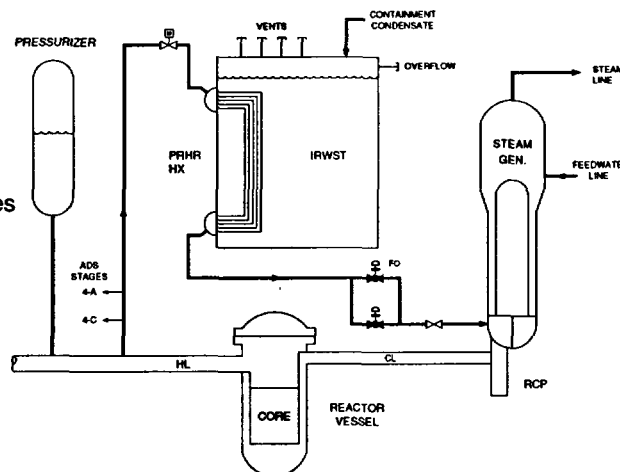 CONTAINMENT
CONDENSATE
VENTS
PRESSURIZER
OVERFLOW
STEAM
LINE
PRHR
HX
IRWST
STEAM
GEN.
FEEDWATER
LINE
es
ADS
STAGES
4-A
4-C
FO
HL
CL
CORE
REACTOR
VESSEL
RCP